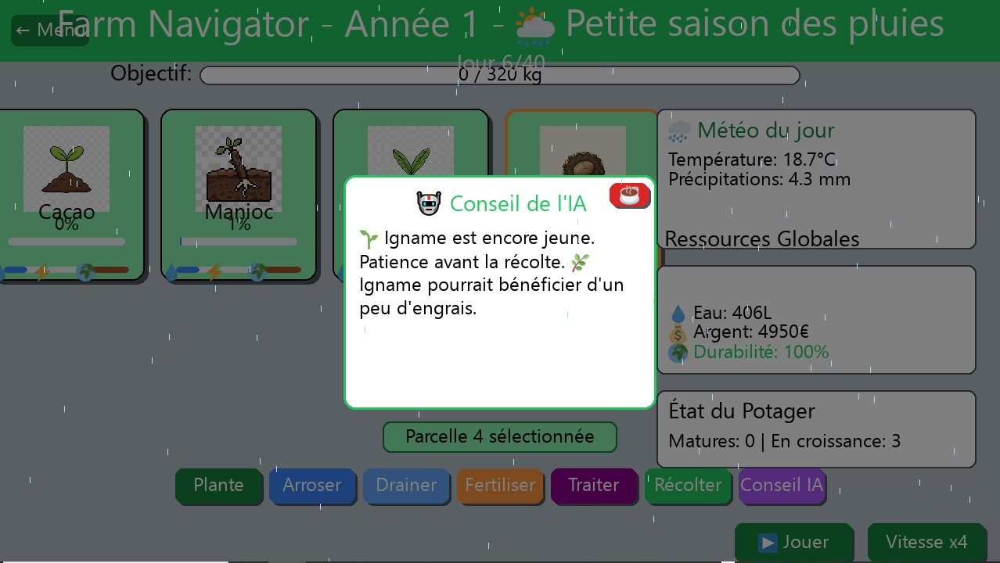 ← Menu
Farm Navigator - Année 1 - Petite saison des pluies
Jour 6/40
Objectif:
0 / 320 kg
Cacao
0%
Manioc
1%
Météo du jour
Température: 18.7°C
Précipitations: 4.3 mm
Ressources Globales
Eau: 406L
Argent: 4950€
Durabilité: 100%
État du Potager
Matures: 0 | En croissance: 3
Conseil de l'IA
Igname est encore jeune.
Patience avant la récolte.
Igname pourrait bénéficier d'un
peu d'engrais.
Parcelle 4 sélectionnée
Plante
Arroser
Drainer
Fertiliser
Traiter
Récolter
Conseil IA
Jouer
Vitesse x4